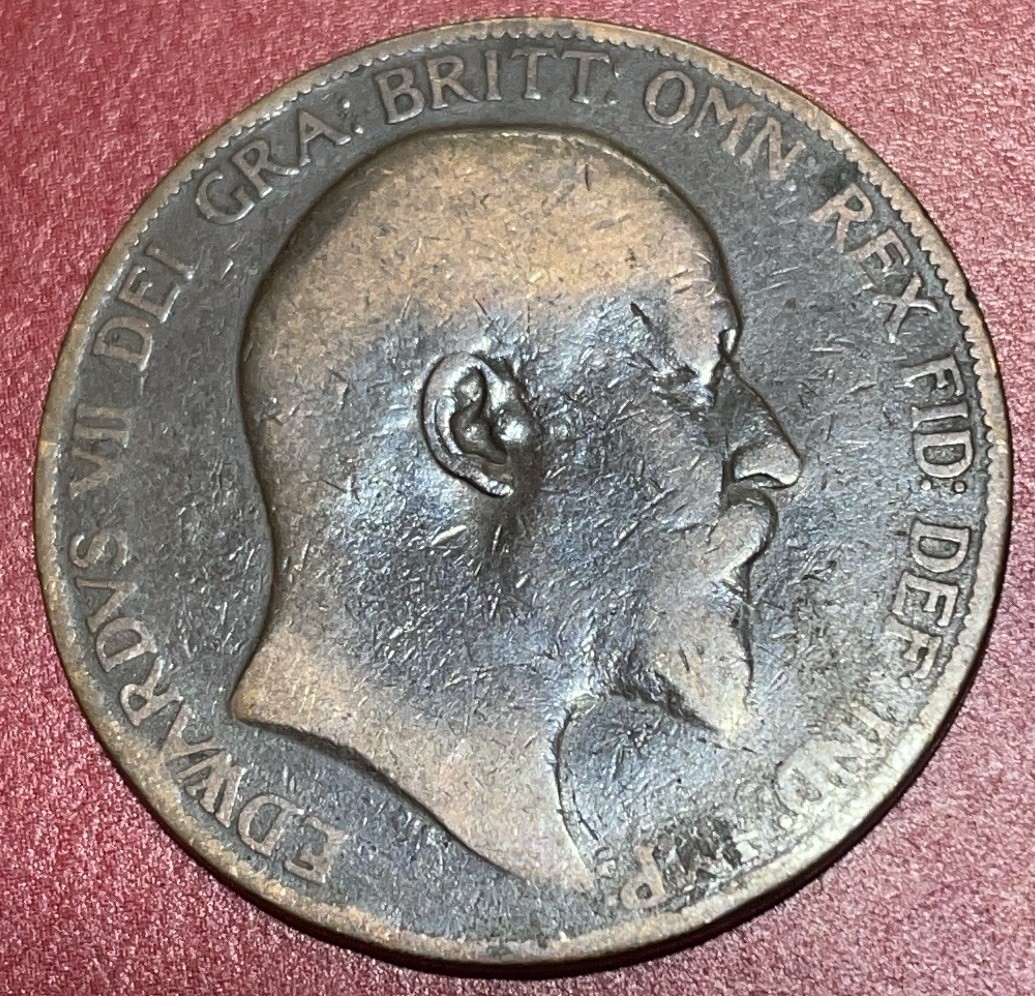 EDWARDVS VII DEI GRA: BRITT: OMN: REX FID: DEF: IND: IMP: